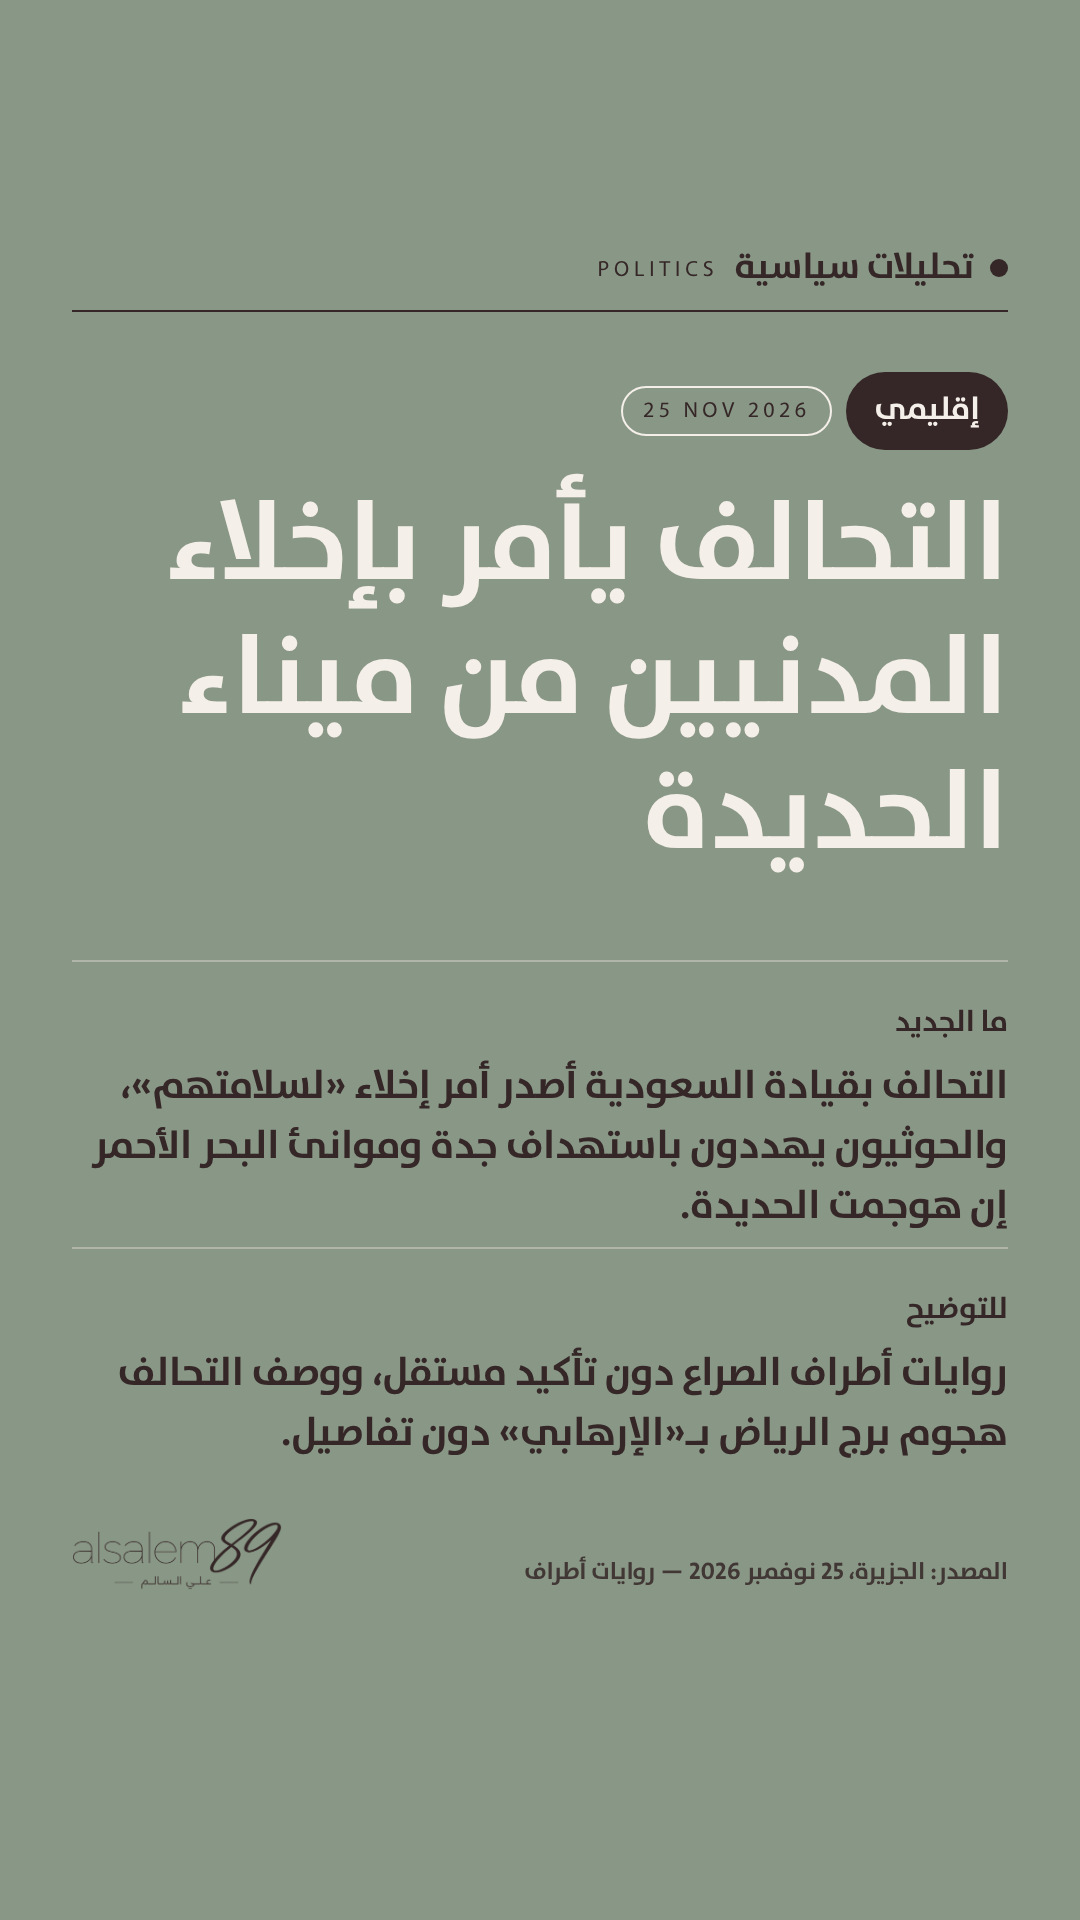 تحليلات سياسية POLITICS
إقليمي 25 NOV 2026
التحالف يأمر بإخلاء
المدنيين من ميناء
الحديدة
ما الجديد
التحالف بقيادة السعودية أصدر أمر إخلاء «لسلامتهم»،
والحوثيون يهددون باستهداف جدة وموانئ البحر الأحمر
إن هوجمت الحديدة.
للتوضيح
روايات أطراف الصراع دون تأكيد مستقل، ووصف التحالف
هجوم برج الرياض بـ«الإرهابي» دون تفاصيل.
المصدر: الجزيرة، 25 نوفمبر 2026 — روايات أطراف
alsalem89
علي السالم